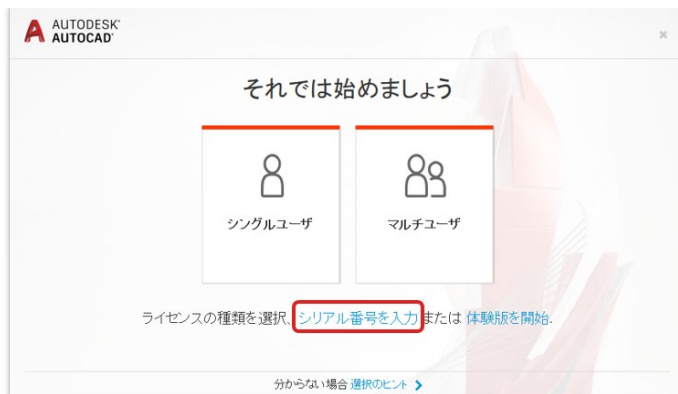 AUTODESK
AUTOCAD
それでは始めましょう
シングルユーザ
マルチユーザ
ライセンスの種類を選択、シリアル番号を入力または 体験版を開始.
分からない場合 選択のヒント